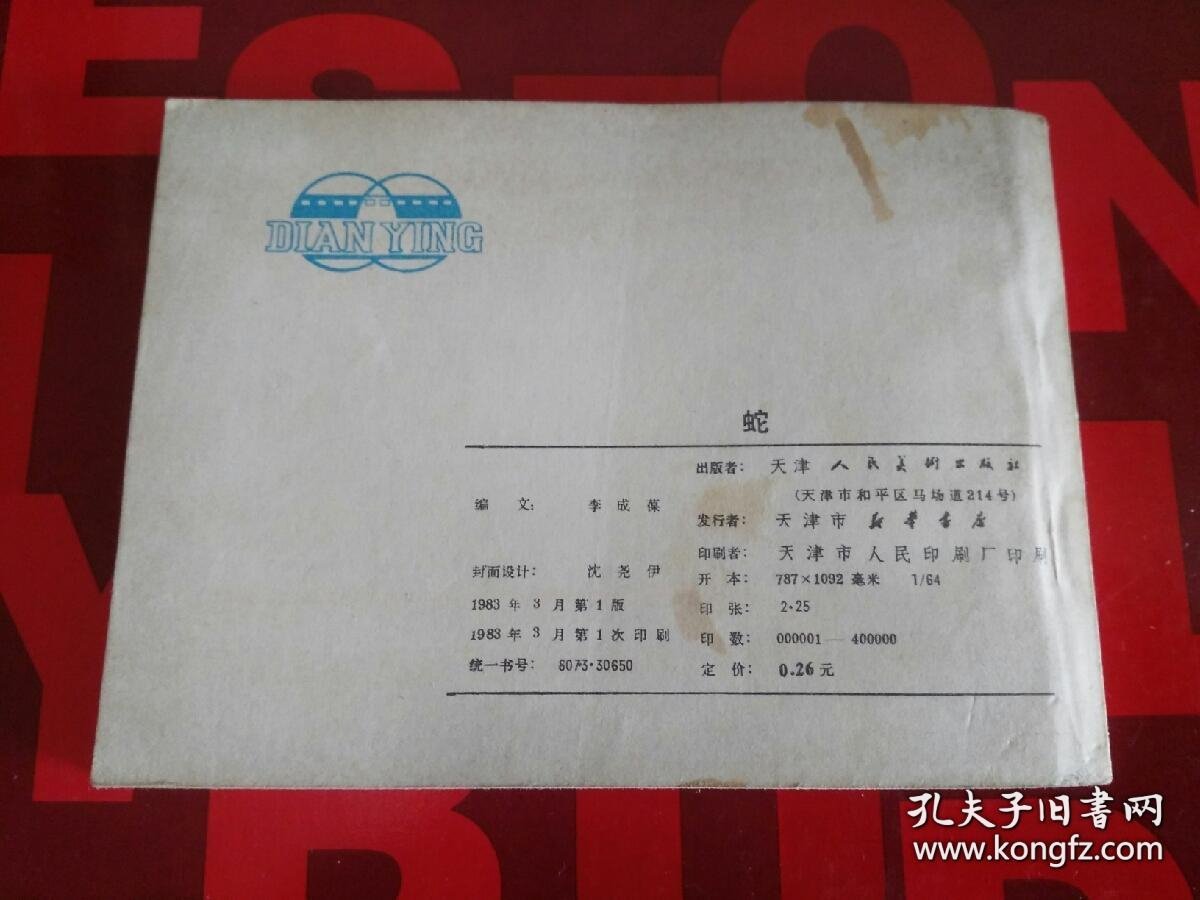 DIAN YING
蛇
出版者： 天津人民美術出版社
（天津市和平区马场道214号）
编 文： 李成葆
发行者： 天津市新华书店
印刷者： 天津市人民印刷厂印刷
封面设计： 沈尧伊
开 本： 787×1092 毫米 1/64
1983年3月第1版
印 张： 2·25
1983年3月第1次印刷
印 数： 000001—400000
统一书号： 8073·30650
定 价： 0.26元
孔夫子旧书网
www.kongfz.com